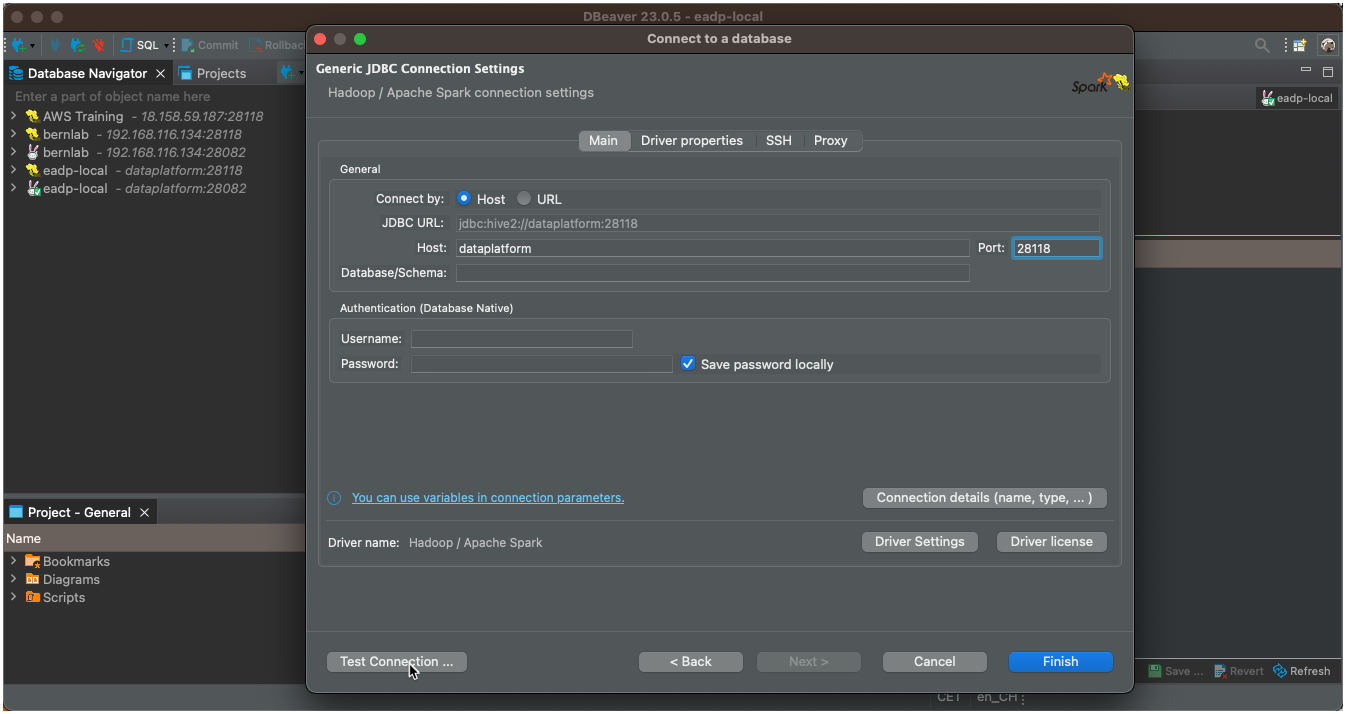 DBeaver 23.0.5 - eadp-local
SQL
Commit
Rollbac
Database Navigator
Projects
Enter a part of object name here
AWS Training - 18.158.59.187:28118
bernlab - 192.168.116.134:28118
bernlab - 192.168.116.134:28082
eadp-local - dataplatform:28118
eadp-local - dataplatform:28082
eadp-local
Project - General
Name
Bookmarks
Diagrams
Scripts
Connect to a database
Generic JDBC Connection Settings
Hadoop / Apache Spark connection settings
Spark
Main Driver properties SSH Proxy
General
Connect by: Host URL
JDBC URL: jdbc:hive2://dataplatform:28118
Host: dataplatform Port: 28118
Database/Schema:
Authentication (Database Native)
Username:
Password: Save password locally
You can use variables in connection parameters.
Connection details (name, type, ... )
Driver name: Hadoop / Apache Spark
Driver Settings Driver license
Test Connection ... < Back Next > Cancel Finish
Save ... Revert Refresh
CET en_CH